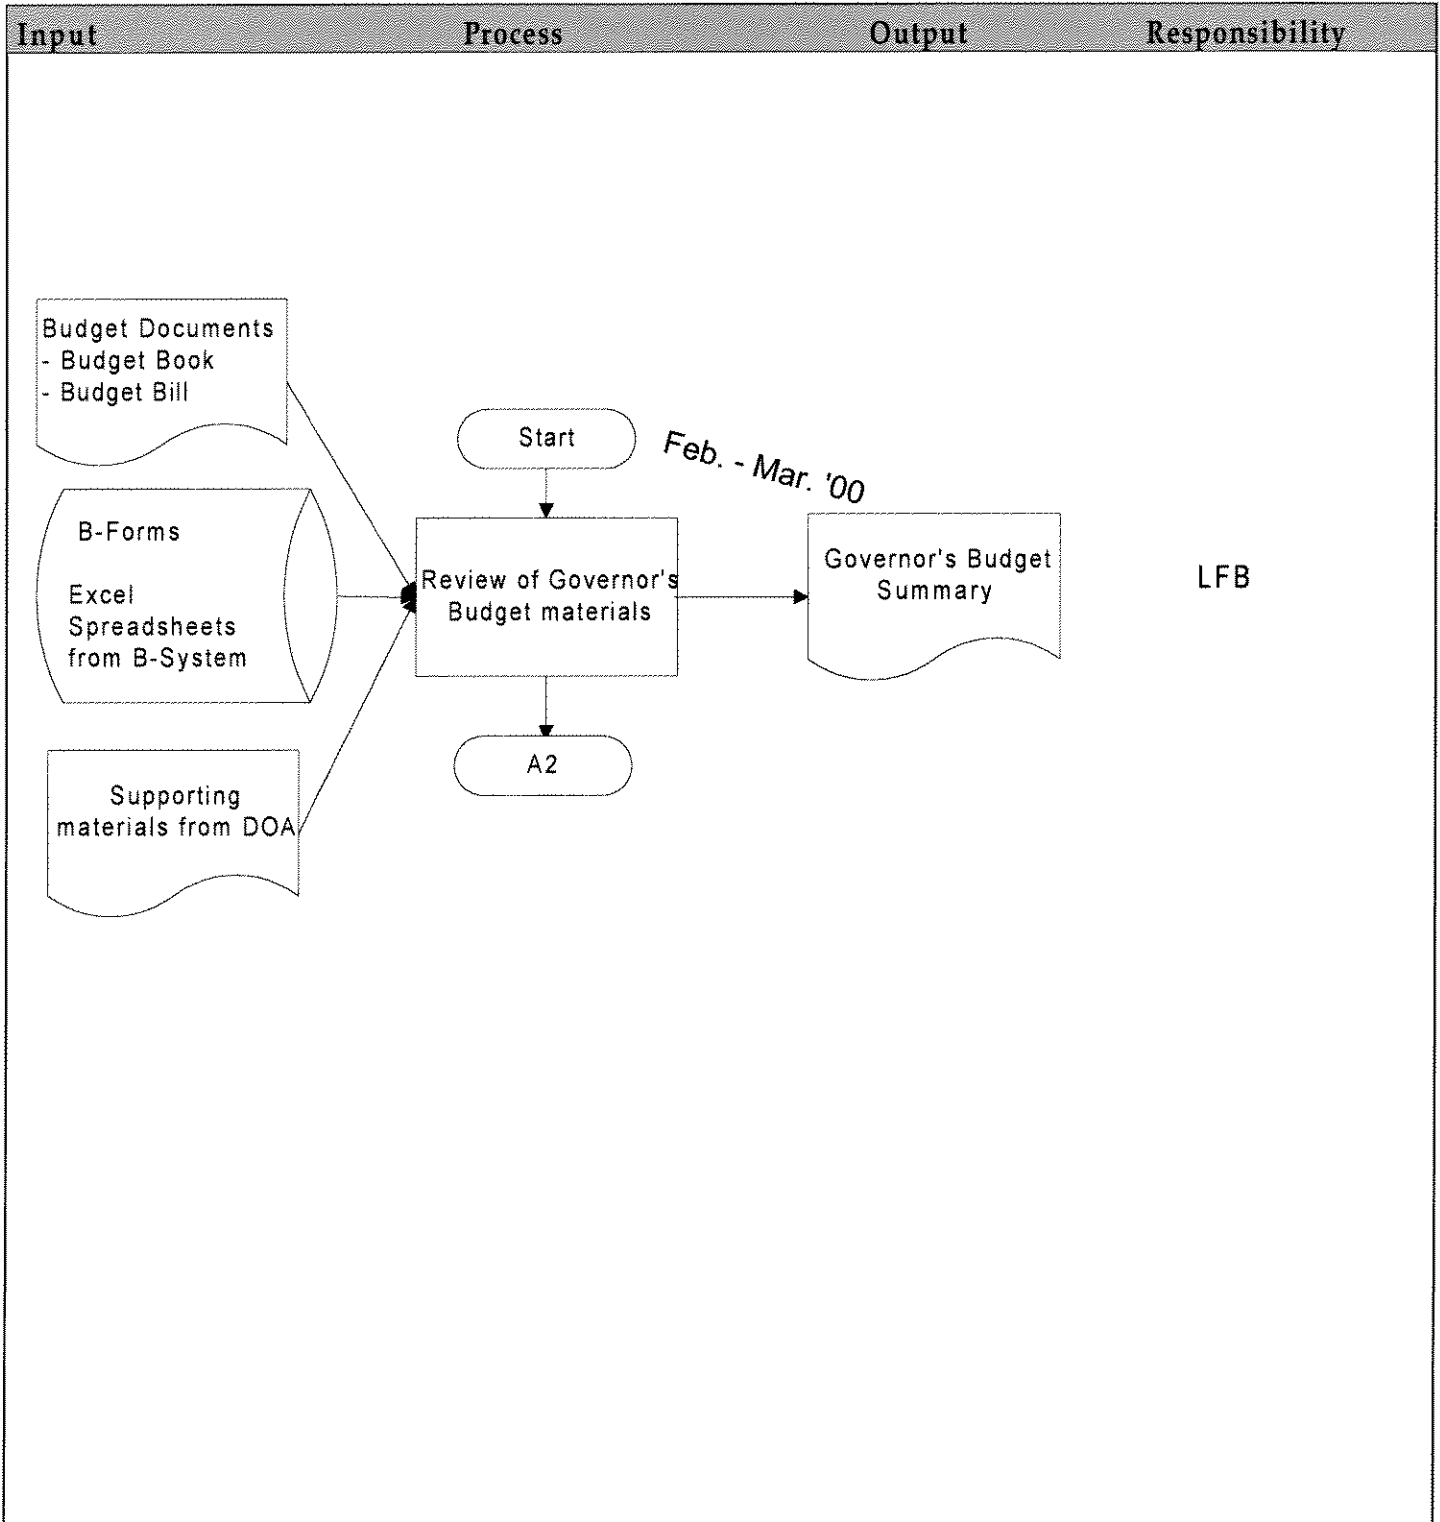 Input Process Output Responsibility
Budget Documents
- Budget Book
- Budget Bill
Start
Feb. - Mar. '00
B-Forms
Excel
Spreadsheets
from B-System
Review of Governor's
Budget materials
Governor's Budget
Summary
LFB
A2
Supporting
materials from DOA